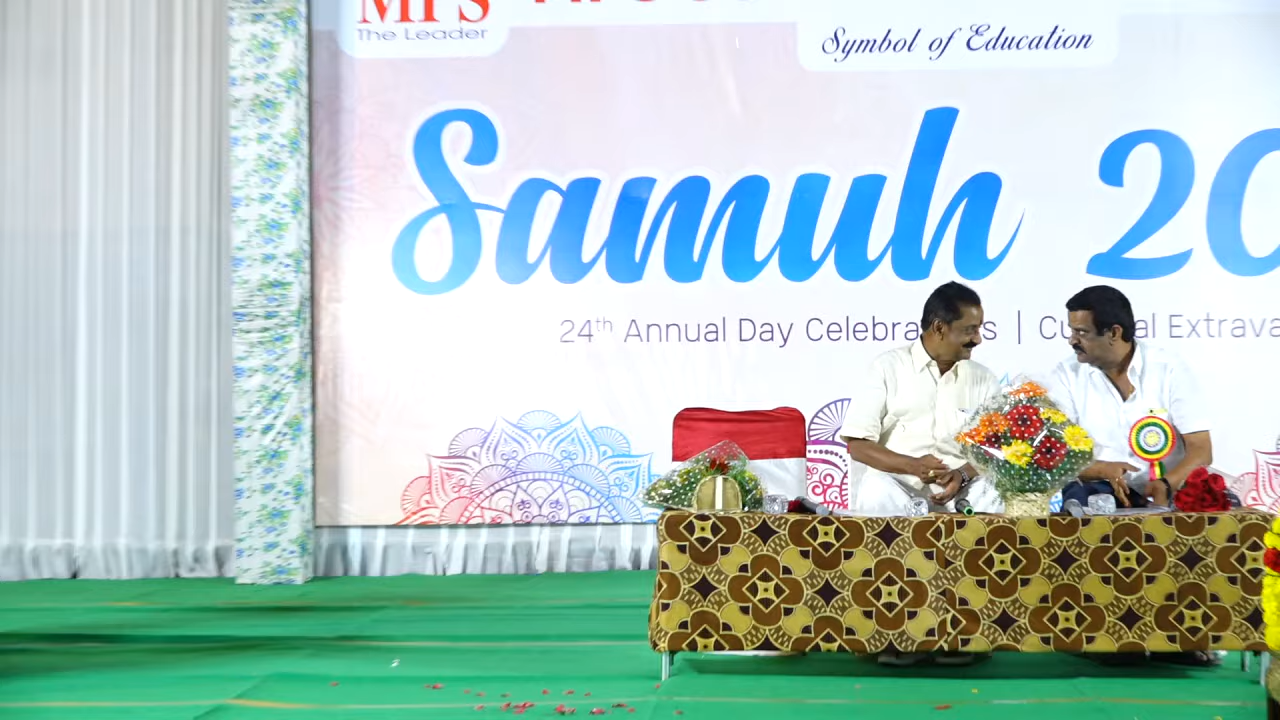 MPS
The Leader
Symbol of Education
Samuh 20
24th Annual Day Celebra s | Cu al Extrava